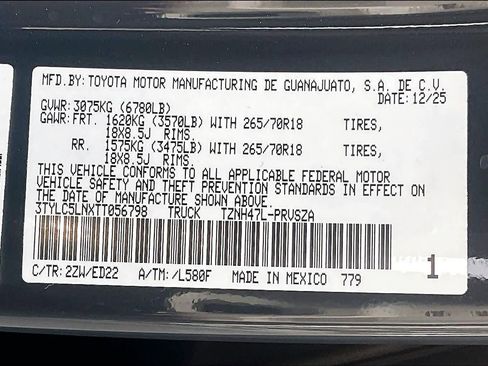 MFD.BY: TOYOTA MOTOR MANUFACTURING DE GUANAJUATO, S.A. DE C.V.
DATE: 12/25
GVWR: 3075KG (6780LB)
GAWR: FRT. 1620KG (3570LB) WITH 265/70R18 TIRES,
18X8.5J RIMS.
RR. 1575KG (3475LB) WITH 265/70R18 TIRES,
18X8.5J RIMS.
THIS VEHICLE CONFORMS TO ALL APPLICABLE FEDERAL MOTOR
VEHICLE SAFETY AND THEFT PREVENTION STANDARDS IN EFFECT ON
THE DATE OF MANUFACTURE SHOWN ABOVE.
3TYLC5LNXTT056798 TRUCK TZNH47L-PRVSZA
C/TR: 2ZW/ED22 A/TM: /L580F MADE IN MEXICO 779 1